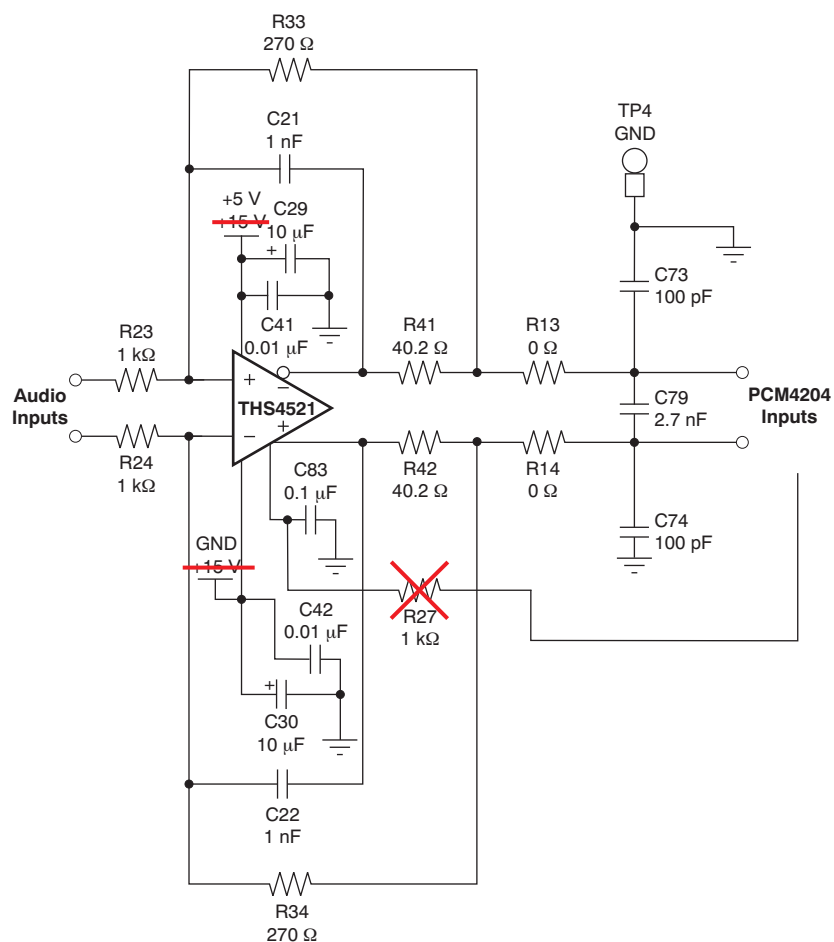 R33
270 Ω
C21
1 nF
TP4
GND
+5 V
+15 V
C29
10 µF
+
C73
100 pF
C41
0.01 µF
R23
1 kΩ
R41
40.2 Ω
R13
0 Ω
Audio
Inputs
+
−
THS4521
−
+
C79
2.7 nF
PCM4204
Inputs
R24
1 kΩ
R42
40.2 Ω
R14
0 Ω
C83
0.1 µF
C74
100 pF
GND
+15 V
R27
1 kΩ
C42
0.01 µF
+
C30
10 µF
C22
1 nF
R34
270 Ω